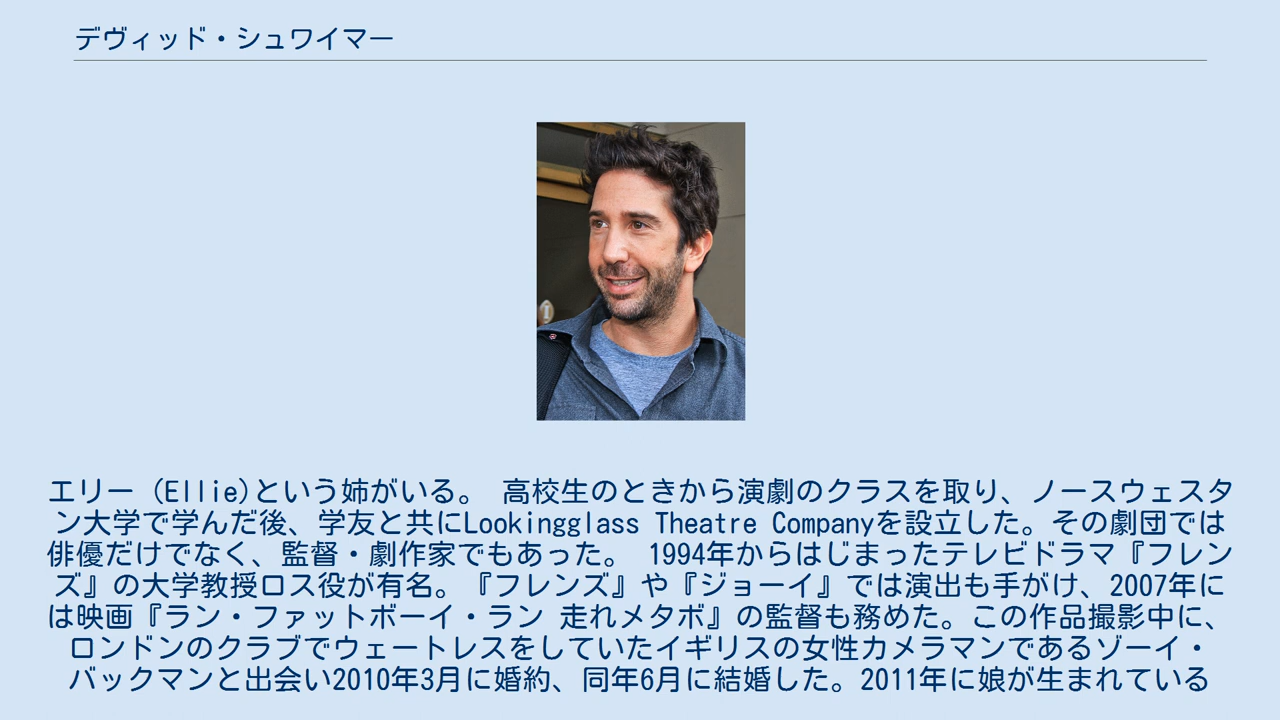 デヴィッド・シュワイマー
エリー (Ellie)という姉がいる。 高校生のときから演劇のクラスを取り、ノースウェスタ
ン大学で学んだ後、学友と共にLookingglass Theatre Companyを設立した。その劇団では
俳優だけでなく、監督・劇作家でもあった。 1994年からはじまったテレビドラマ『フレン
ズ』の大学教授ロス役が有名。『フレンズ』や『ジョーイ』では演出も手がけ、2007年に
は映画『ラン・ファットボーイ・ラン 走れメタボ』の監督も務めた。この作品撮影中に、
ロンドンのクラブでウェートレスをしていたイギリスの女性カメラマンであるゾーイ・
バックマンと出会い2010年3月に婚約、同年6月に結婚した。2011年に娘が生まれている